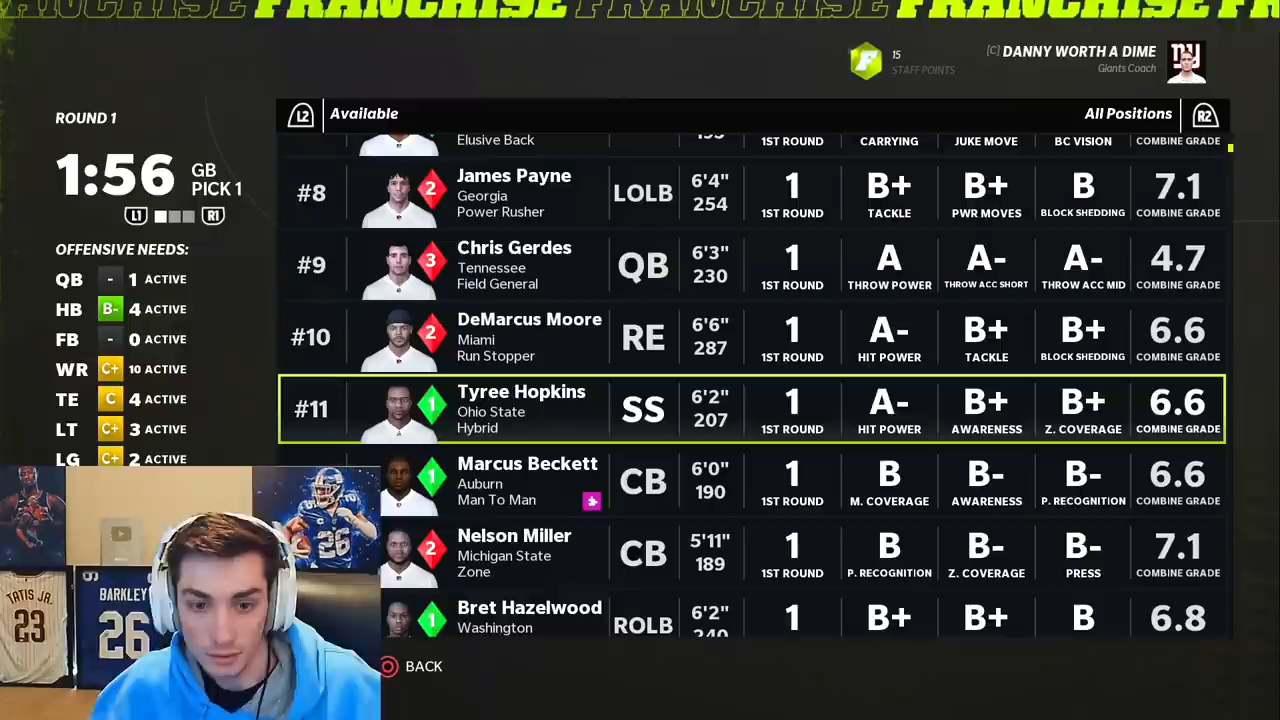 FRANCHISE FRANCHISE FRANCHISE FR
15
STAFF POINTS
[C] DANNY WORTH A DIME
Giants Coach
NY
ROUND 1
1:56 GB PICK 1
L1 R1
OFFENSIVE NEEDS:
QB - 1 ACTIVE
HB B- 4 ACTIVE
FB - 0 ACTIVE
WR C+ 10 ACTIVE
TE C 4 ACTIVE
LT C+ 3 ACTIVE
LG C+ 2 ACTIVE
L2 Available All Positions R2
Elusive Back 1ST ROUND CARRYING JUKE MOVE BC VISION COMBINE GRADE
#8 2 James Payne LOLB 6'4" 1 B+ B+ B 7.1
Georgia 254
Power Rusher 1ST ROUND TACKLE PWR MOVES BLOCK SHEDDING COMBINE GRADE
#9 3 Chris Gerdes QB 6'3" 1 A A- A- 4.7
Tennessee 230
Field General 1ST ROUND THROW POWER THROW ACC SHORT THROW ACC MID COMBINE GRADE
#10 2 DeMarcus Moore RE 6'6" 1 A- B+ B+ 6.6
Miami 287
Run Stopper 1ST ROUND HIT POWER TACKLE BLOCK SHEDDING COMBINE GRADE
#11 1 Tyree Hopkins SS 6'2" 1 A- B+ B+ 6.6
Ohio State 207
Hybrid 1ST ROUND HIT POWER AWARENESS Z. COVERAGE COMBINE GRADE
1 Marcus Beckett CB 6'0" 1 B B- B- 6.6
Auburn 190
Man To Man 1ST ROUND M. COVERAGE AWARENESS P. RECOGNITION COMBINE GRADE
2 Nelson Miller CB 5'11" 1 B B- B- 7.1
Michigan State 189
Zone 1ST ROUND P. RECOGNITION Z. COVERAGE PRESS COMBINE GRADE
1 Bret Hazelwood ROLB 6'2" 1 B+ B+ B 6.8
Washington
BACK
26
TATIS JR.
23
BARKLEY
26